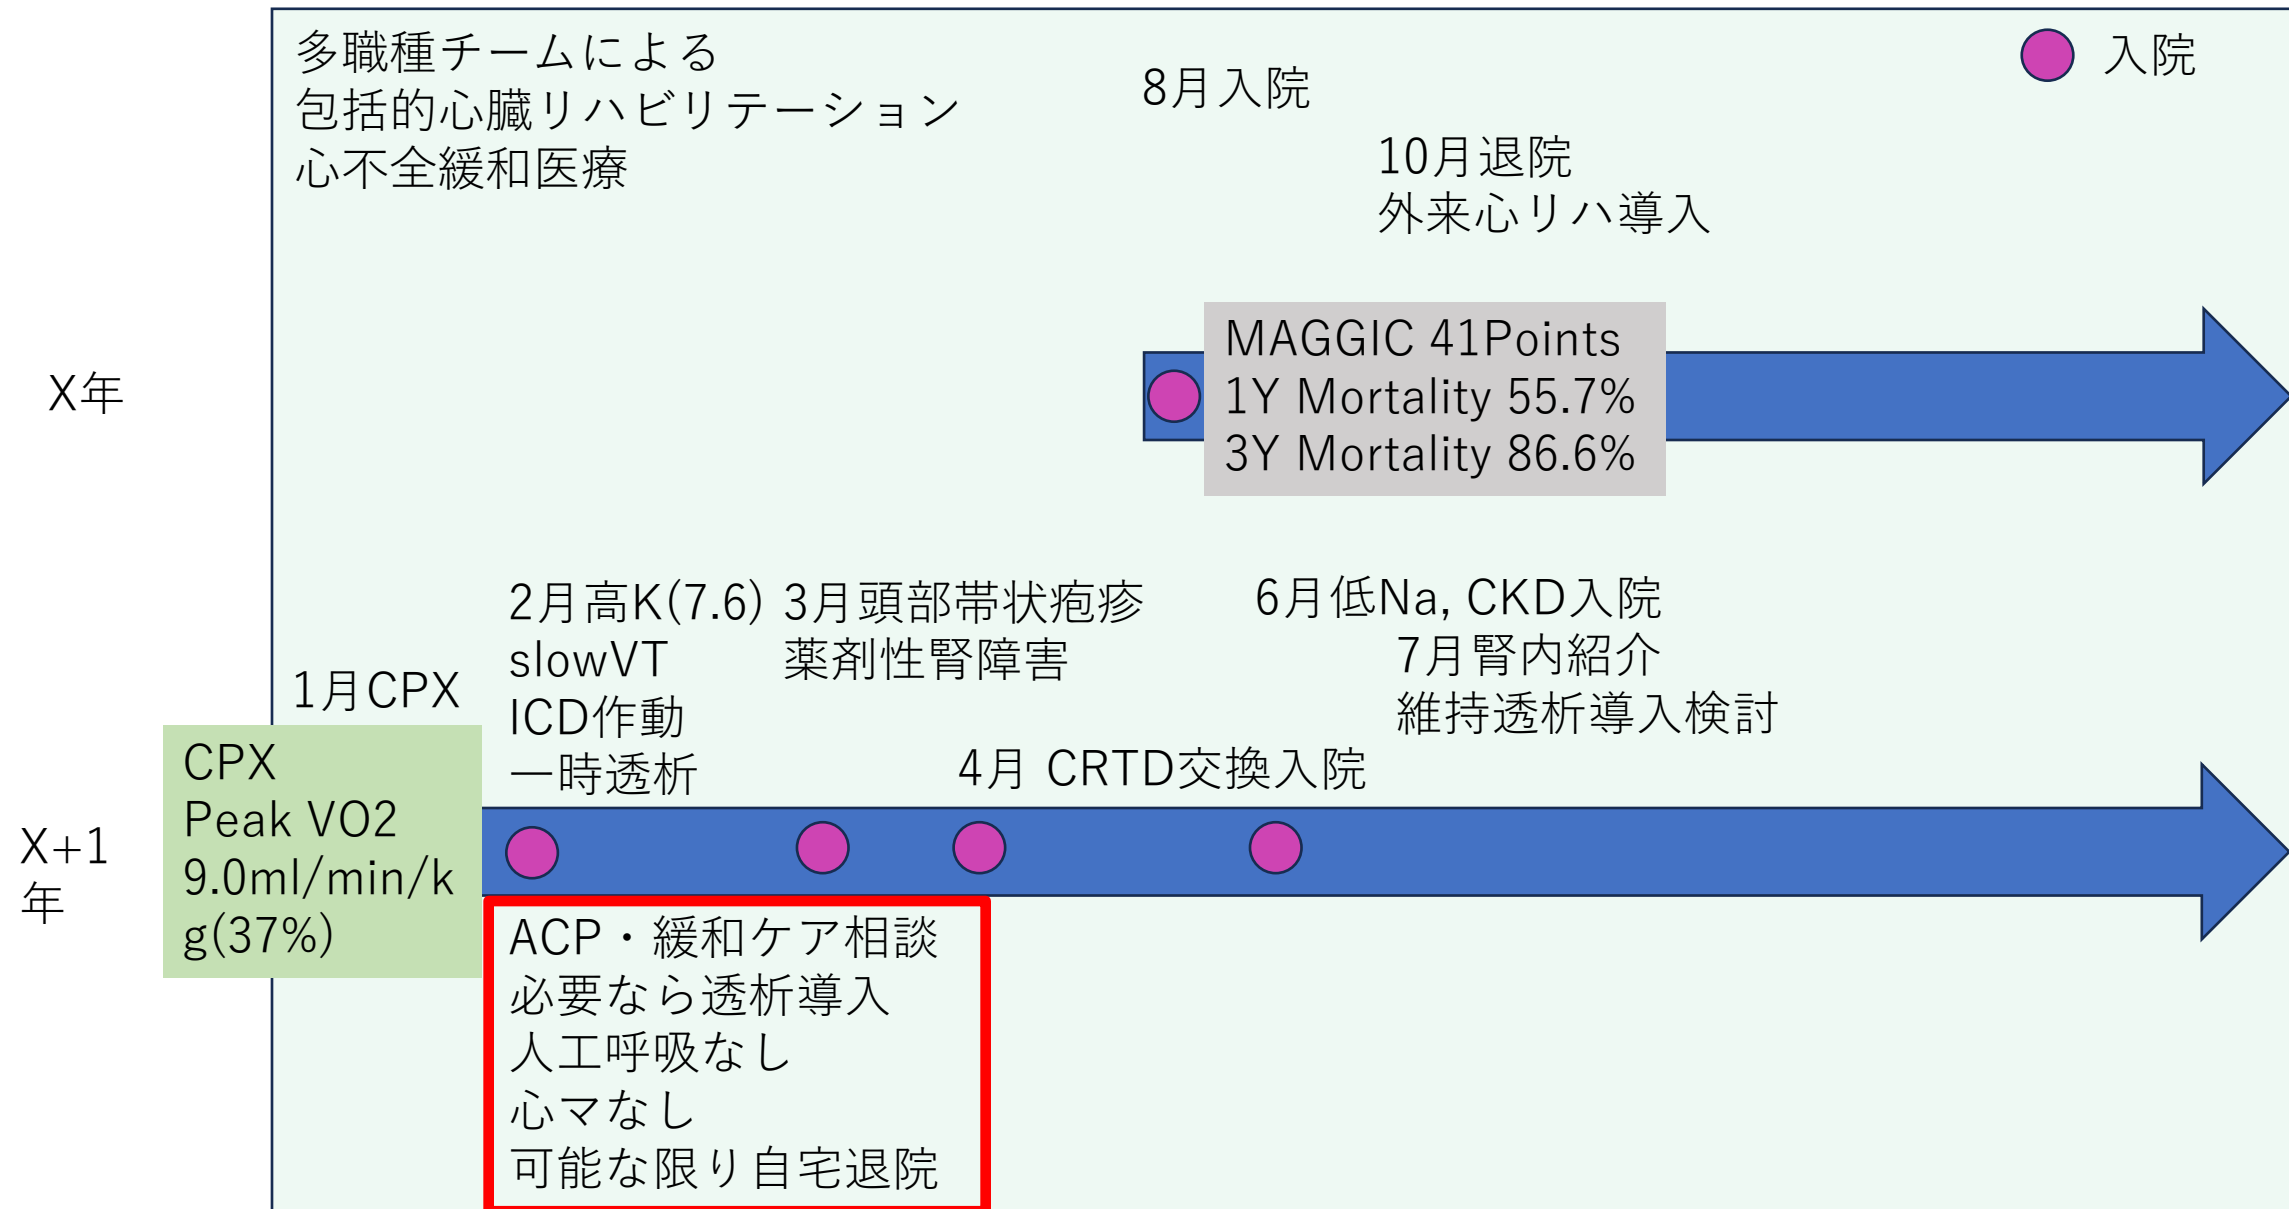 多職種チームによる
包括的心臓リハビリテーション
心不全緩和医療
入院
8月入院
10月退院
外来心リハ導入
X年
MAGGIC 41Points
1Y Mortality 55.7%
3Y Mortality 86.6%
1月CPX
2月高K(7.6)
slowVT
ICD作動
一時透析
3月頭部帯状疱疹
薬剤性腎障害
4月 CRTD交換入院
6月低Na, CKD入院
7月腎内紹介
維持透析導入検討
X+1
年
CPX
Peak VO2
9.0ml/min/k
g(37%)
ACP・緩和ケア相談
必要なら透析導入
人工呼吸なし
心マなし
可能な限り自宅退院